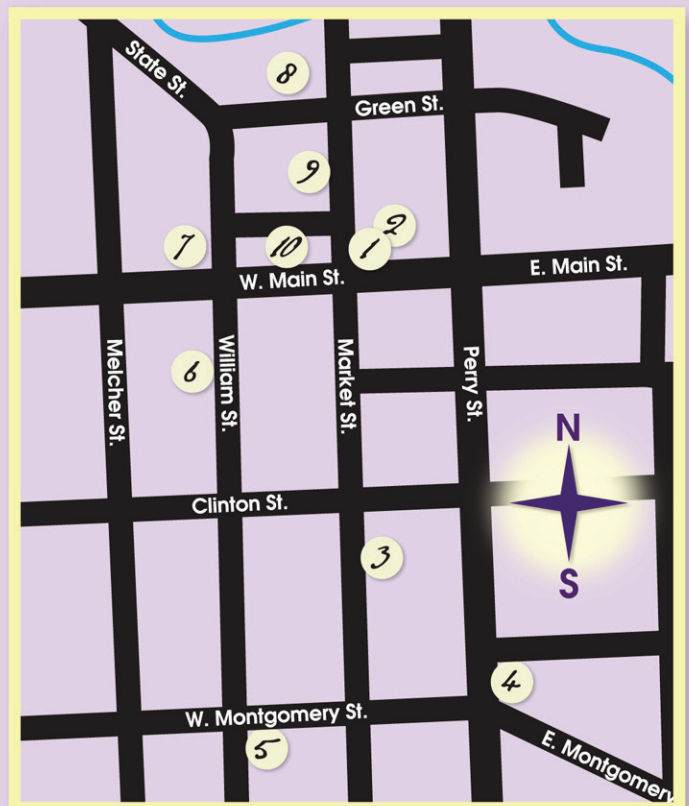 State St.
8
Green St.
9
2
7
10
1
W. Main St.
E. Main St.
Melcher St.
William St.
Market St.
Perry St.
6
N
Clinton St.
3
S
4
W. Montgomery St.
5
E. Montgomery